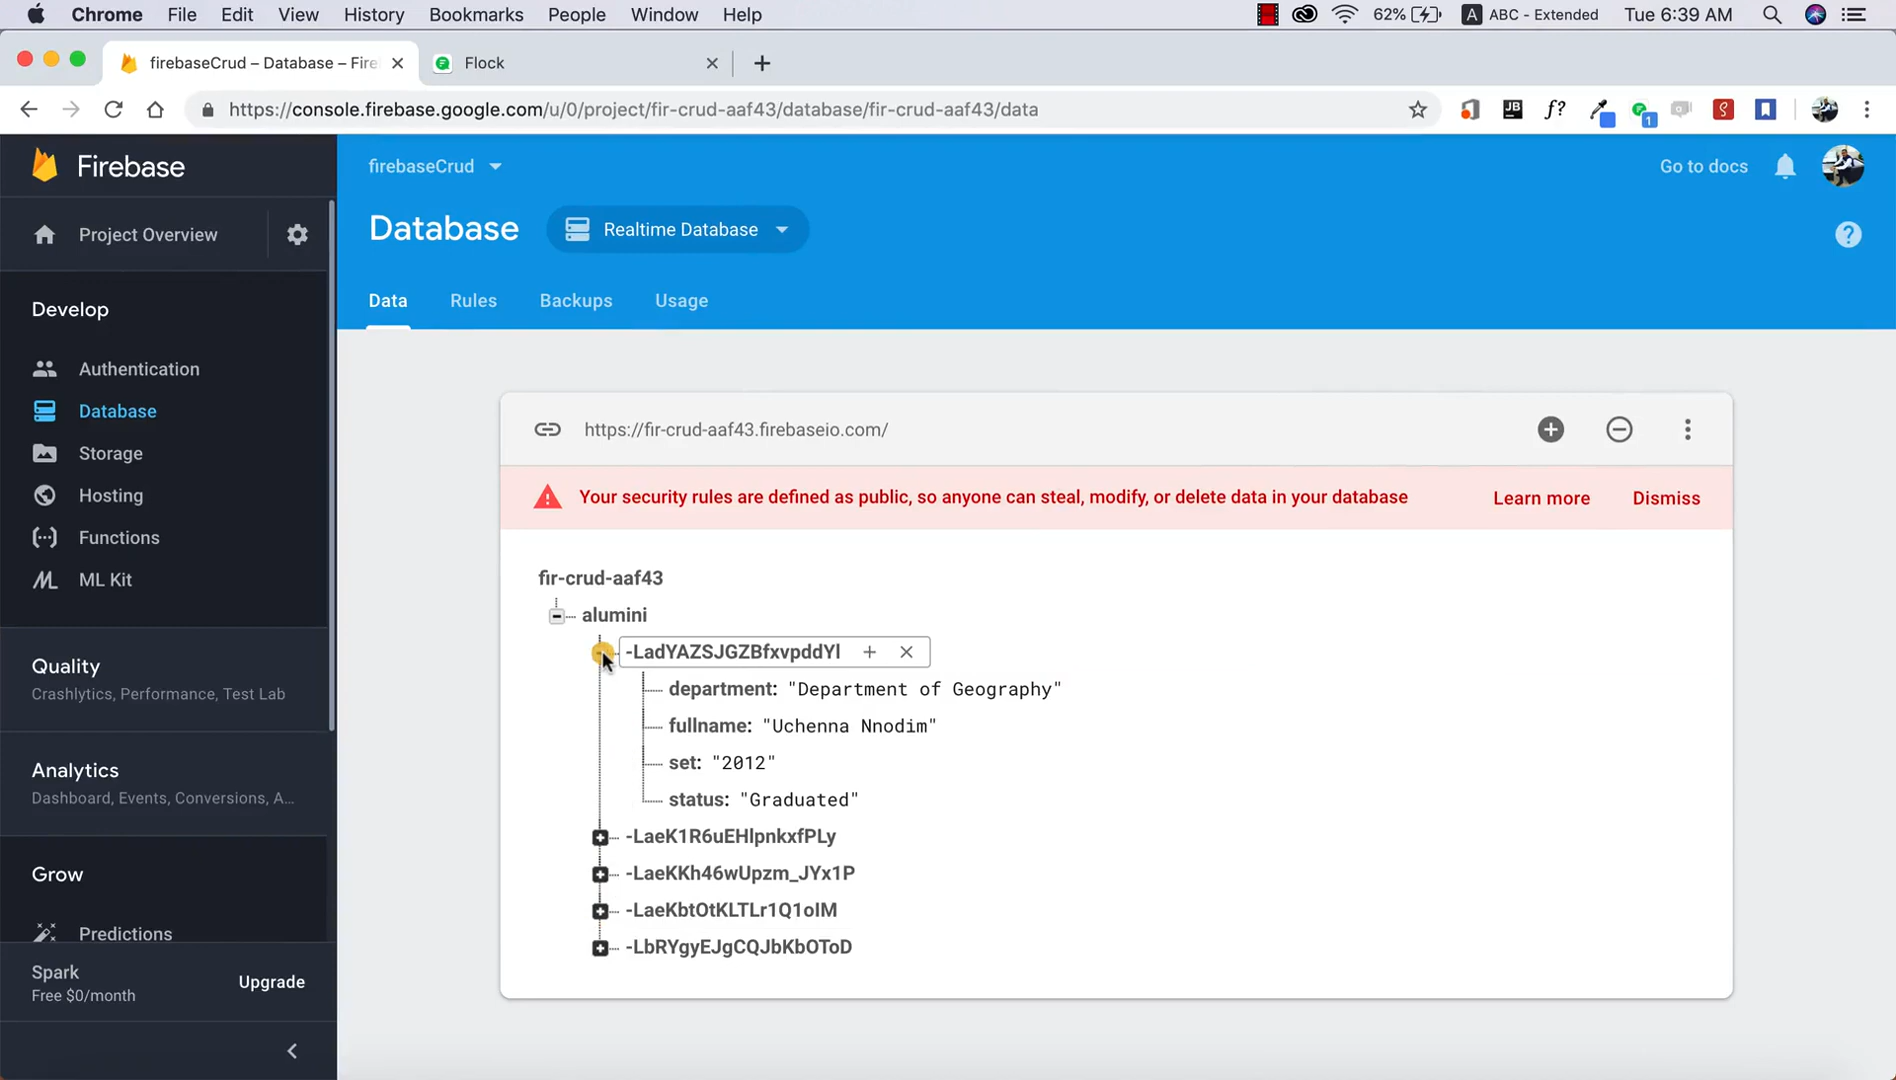 Chrome File Edit View History Bookmarks People Window Help 62% A ABC - Extended Tue 6:39 AM
firebaseCrud – Database – Fire Flock
https://console.firebase.google.com/u/0/project/fir-crud-aaf43/database/fir-crud-aaf43/data
Firebase
firebaseCrud
Go to docs
Project Overview
Database
Realtime Database
Data Rules Backups Usage
Develop
Authentication
Database
Storage
Hosting
Functions
ML Kit
Quality
Crashlytics, Performance, Test Lab
Analytics
Dashboard, Events, Conversions, A...
Grow
Predictions
Spark
Free $0/month
Upgrade
https://fir-crud-aaf43.firebaseio.com/
Your security rules are defined as public, so anyone can steal, modify, or delete data in your database Learn more Dismiss
fir-crud-aaf43
alumini
-LadYAZSJGZBfxvpddYl
department: "Department of Geography"
fullname: "Uchenna Nnodim"
set: "2012"
status: "Graduated"
-LaeK1R6uEHlpnkxfPLy
-LaeKKh46wUpzm_JYx1P
-LaeKbtOtKLTLr1Q1oIM
-LbRYgyEJgCQJbKbOToD